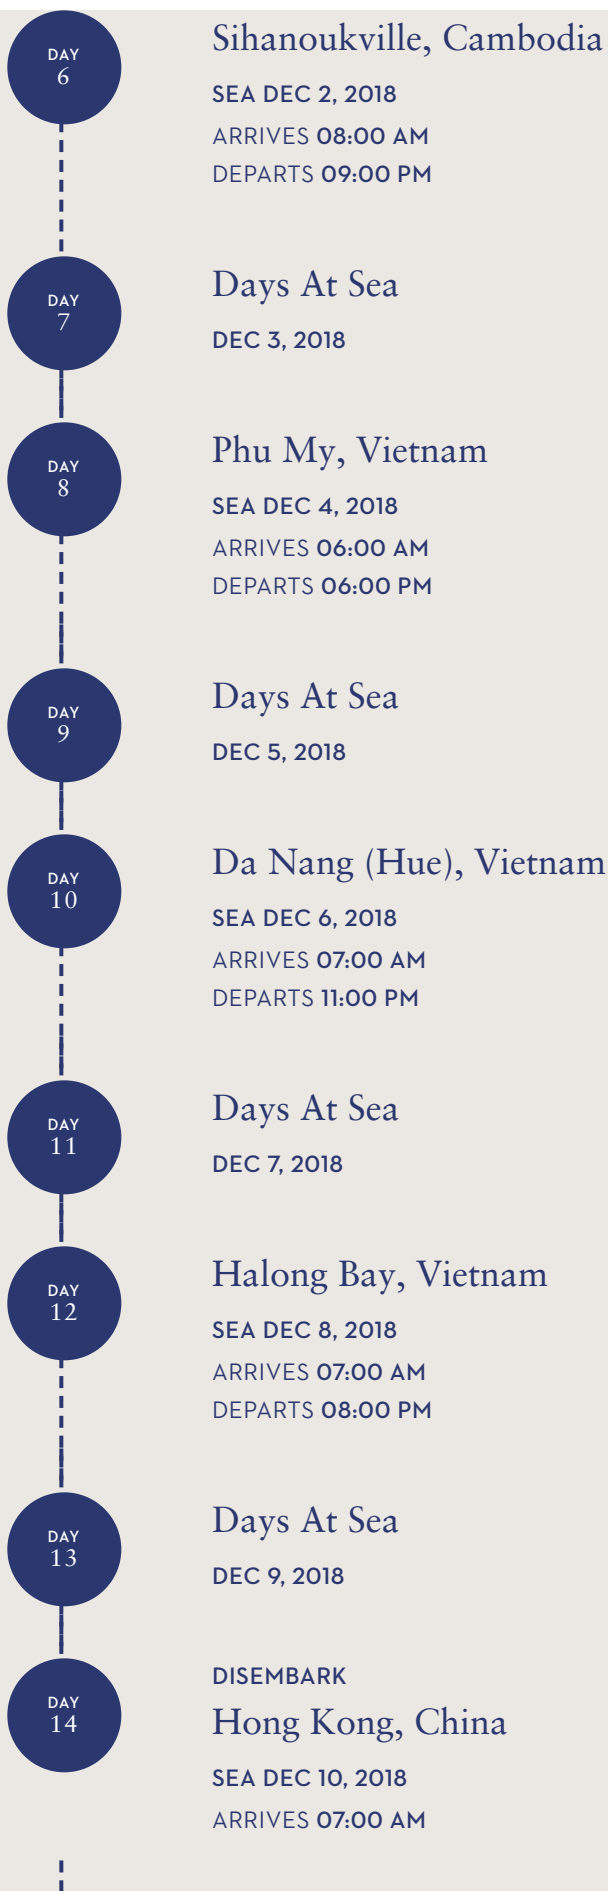 DAY
6
Sihanoukville, Cambodia
SEA DEC 2, 2018
ARRIVES 08:00 AM
DEPARTS 09:00 PM
DAY
7
Days At Sea
DEC 3, 2018
DAY
8
Phu My, Vietnam
SEA DEC 4, 2018
ARRIVES 06:00 AM
DEPARTS 06:00 PM
DAY
9
Days At Sea
DEC 5, 2018
DAY
10
Da Nang (Hue), Vietnam
SEA DEC 6, 2018
ARRIVES 07:00 AM
DEPARTS 11:00 PM
DAY
11
Days At Sea
DEC 7, 2018
DAY
12
Halong Bay, Vietnam
SEA DEC 8, 2018
ARRIVES 07:00 AM
DEPARTS 08:00 PM
DAY
13
Days At Sea
DEC 9, 2018
DAY
14
DISEMBARK
Hong Kong, China
SEA DEC 10, 2018
ARRIVES 07:00 AM